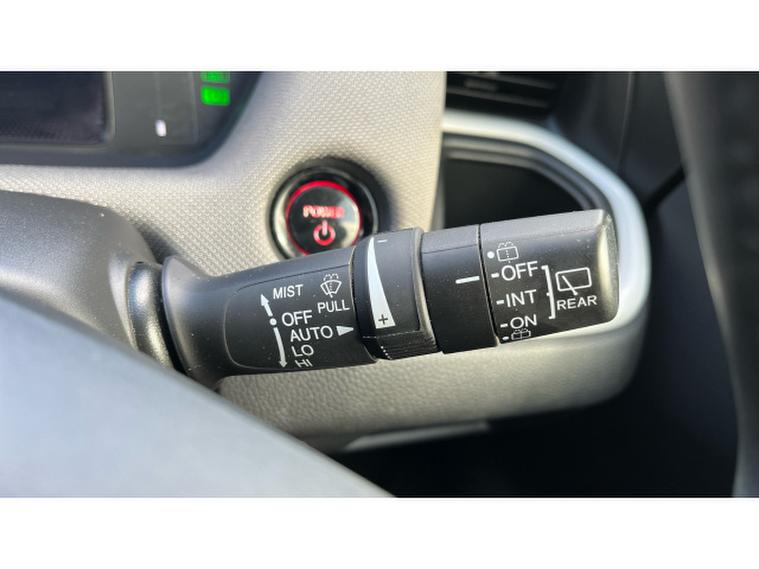 POWER
MIST
PULL
OFF
AUTO
LO
HI
- +
OFF
INT
ON
REAR